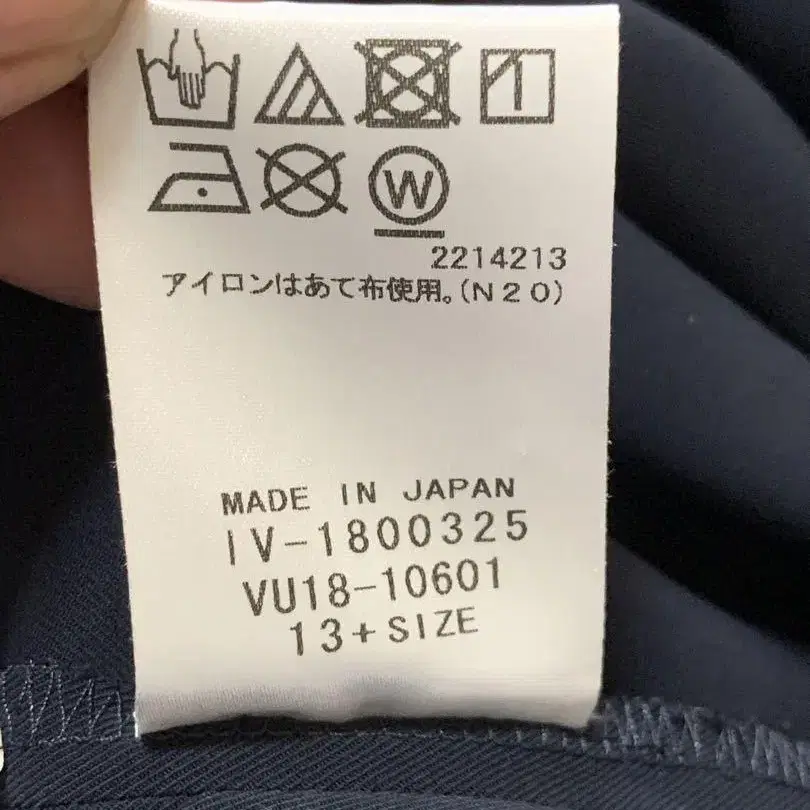 W
2214213
アイロンはあて布使用。(N20)
MADE IN JAPAN
IV-1800325
VU18-10601
13+SIZE